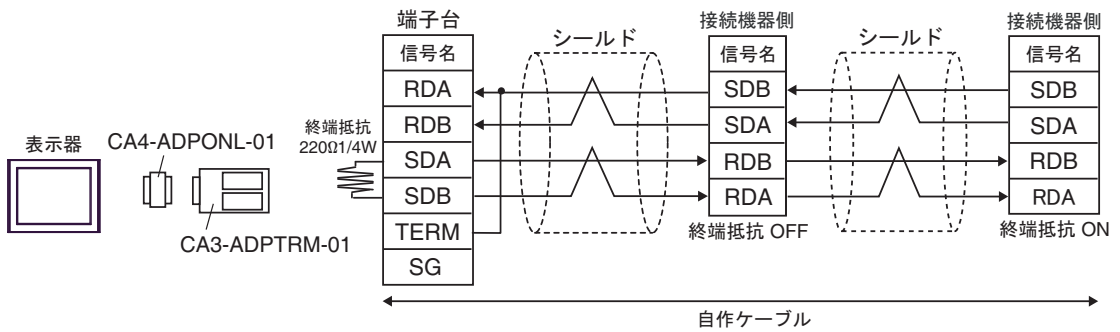 表示器
CA4-ADPONL-01
CA3-ADPTRM-01
終端抵抗
220Ω1/4W
端子台
信号名
RDA
RDB
SDA
SDB
TERM
SG
シールド
接続機器側
信号名
SDB
SDA
RDB
RDA
終端抵抗 OFF
シールド
接続機器側
信号名
SDB
SDA
RDB
RDA
終端抵抗 ON
自作ケーブル